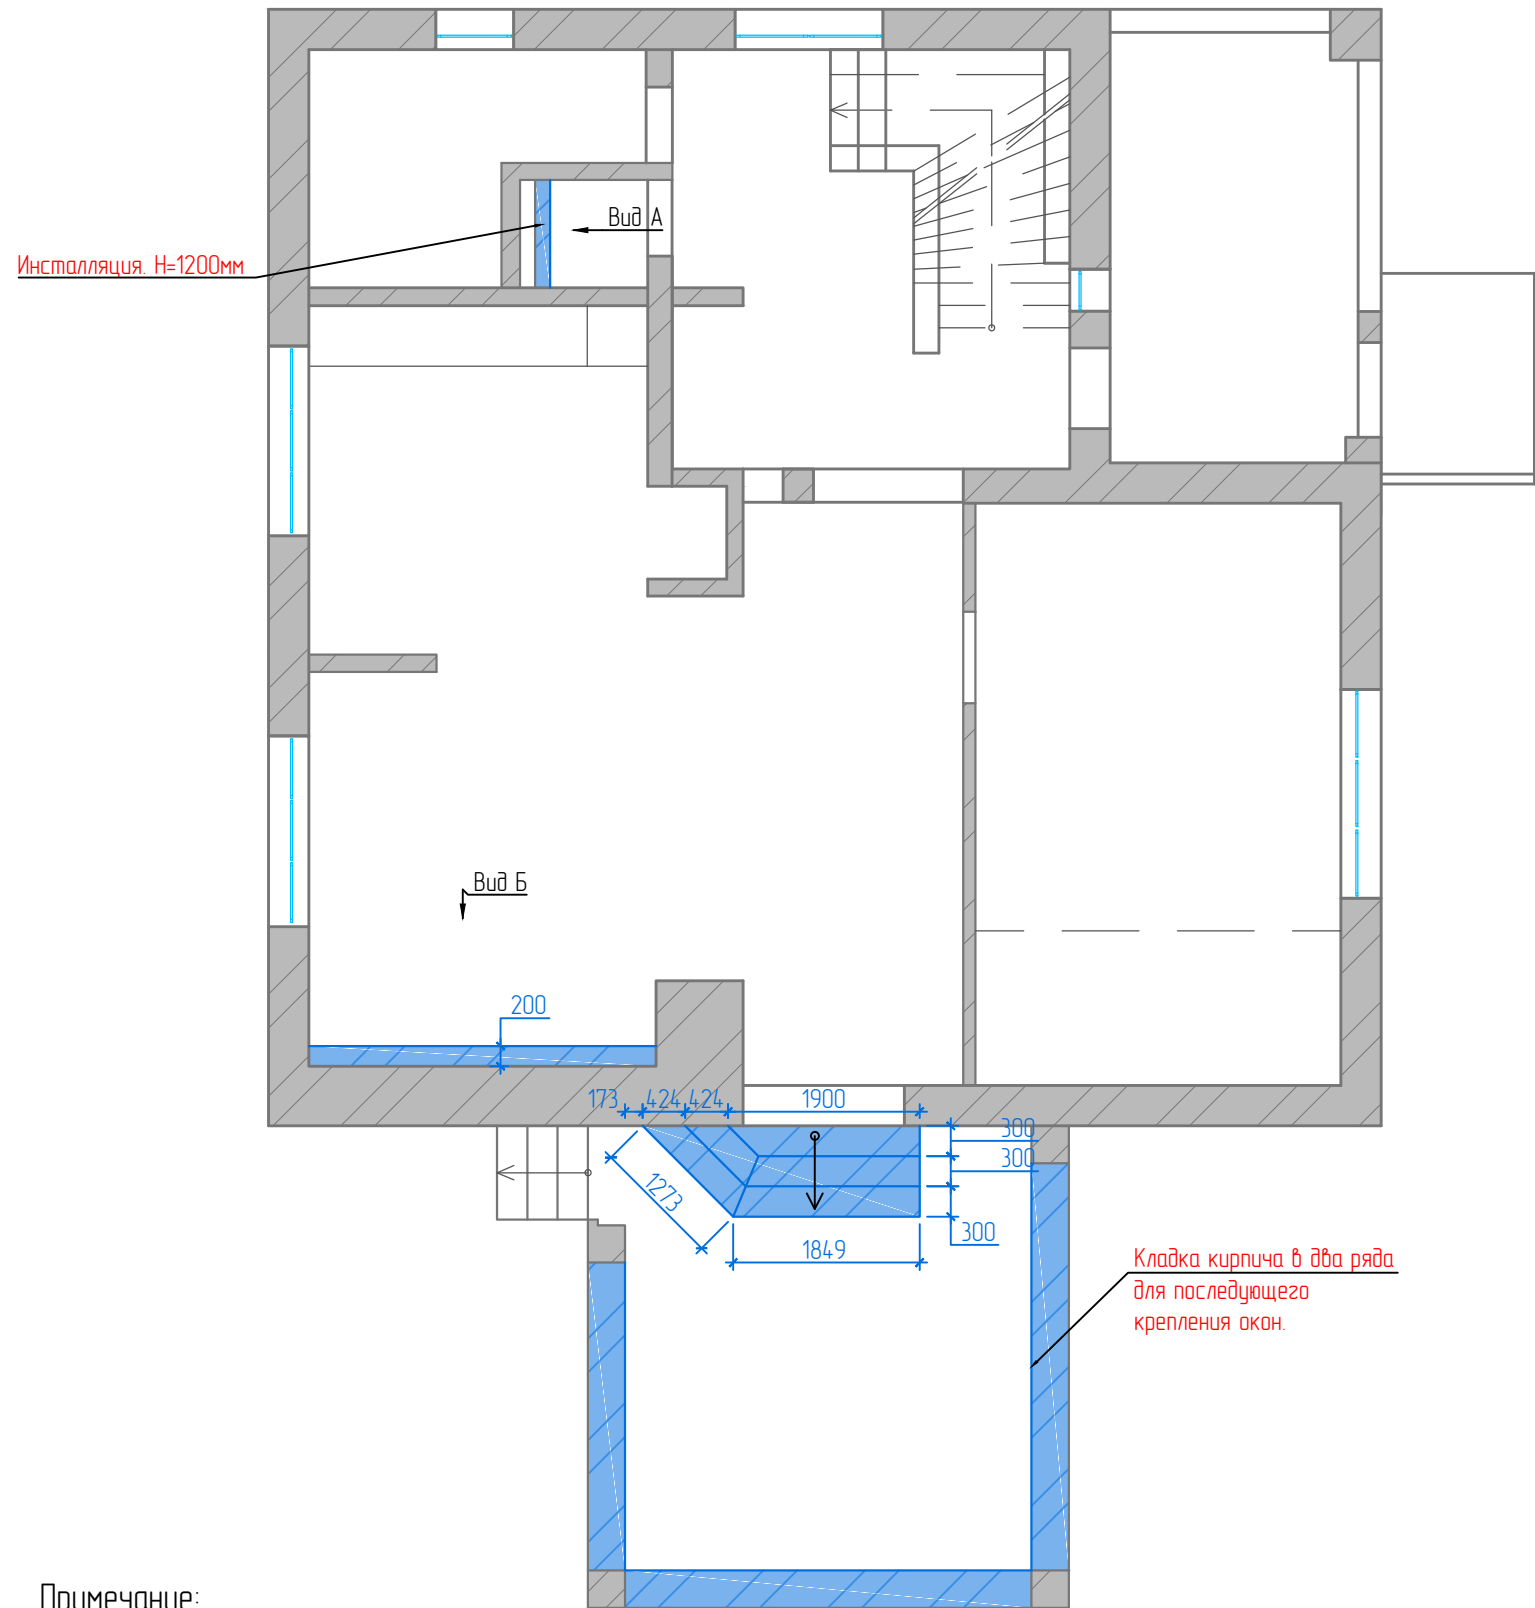 Вид А
Инсталляция. Н=1200мм
Вид Б
200
173
424
424
1900
300
300
1273
300
1849
Кладка кирпича в два ряда
для последующего
крепления окон.
Примечание: